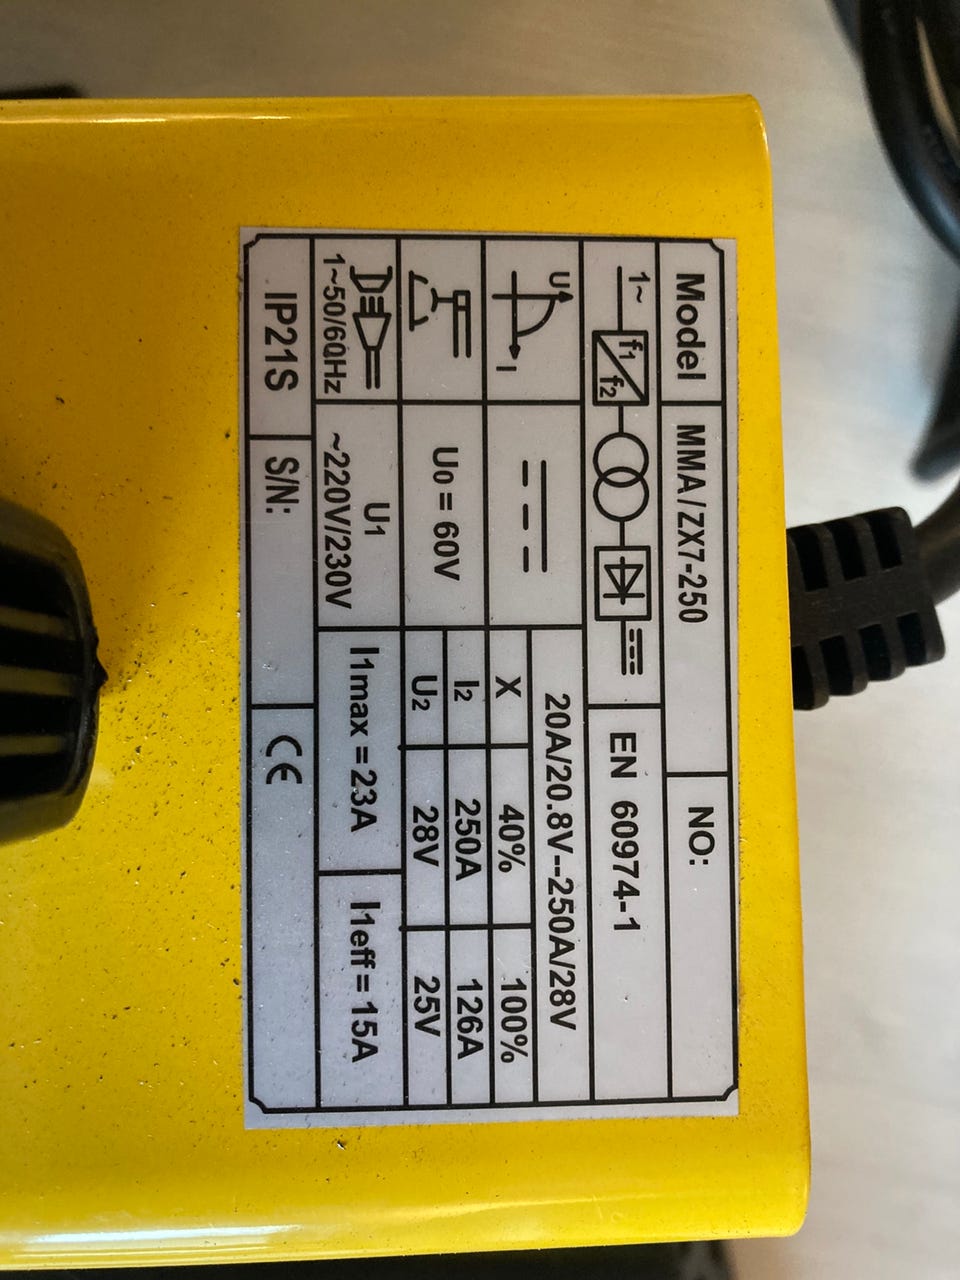 Model MMA/ZX7-250 NO:
1~ f1 f2 EN 60974-1
U I 20A/20.8V--250A/28V
X 40% 100%
U0 = 60V I2 250A 126A
U2 28V 25V
1~50/60Hz U1 ~220V/230V I1max = 23A I1eff = 15A
IP21S S/N: CE